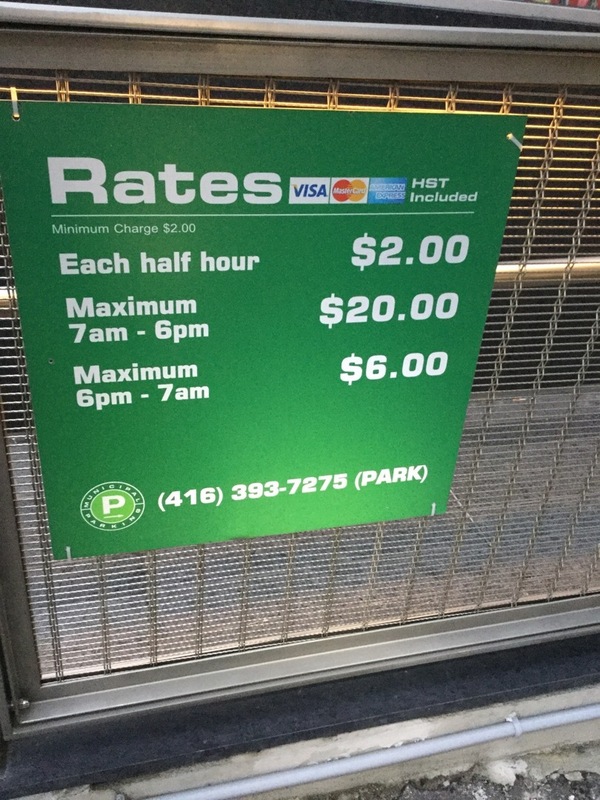 Rates VISA MasterCard AMERICAN EXPRESS HST Included
Minimum Charge $2.00
Each half hour $2.00
Maximum
7am - 6pm $20.00
Maximum
6pm - 7am $6.00
MUNICIPAL PARKING P (416) 393-7275 (PARK)